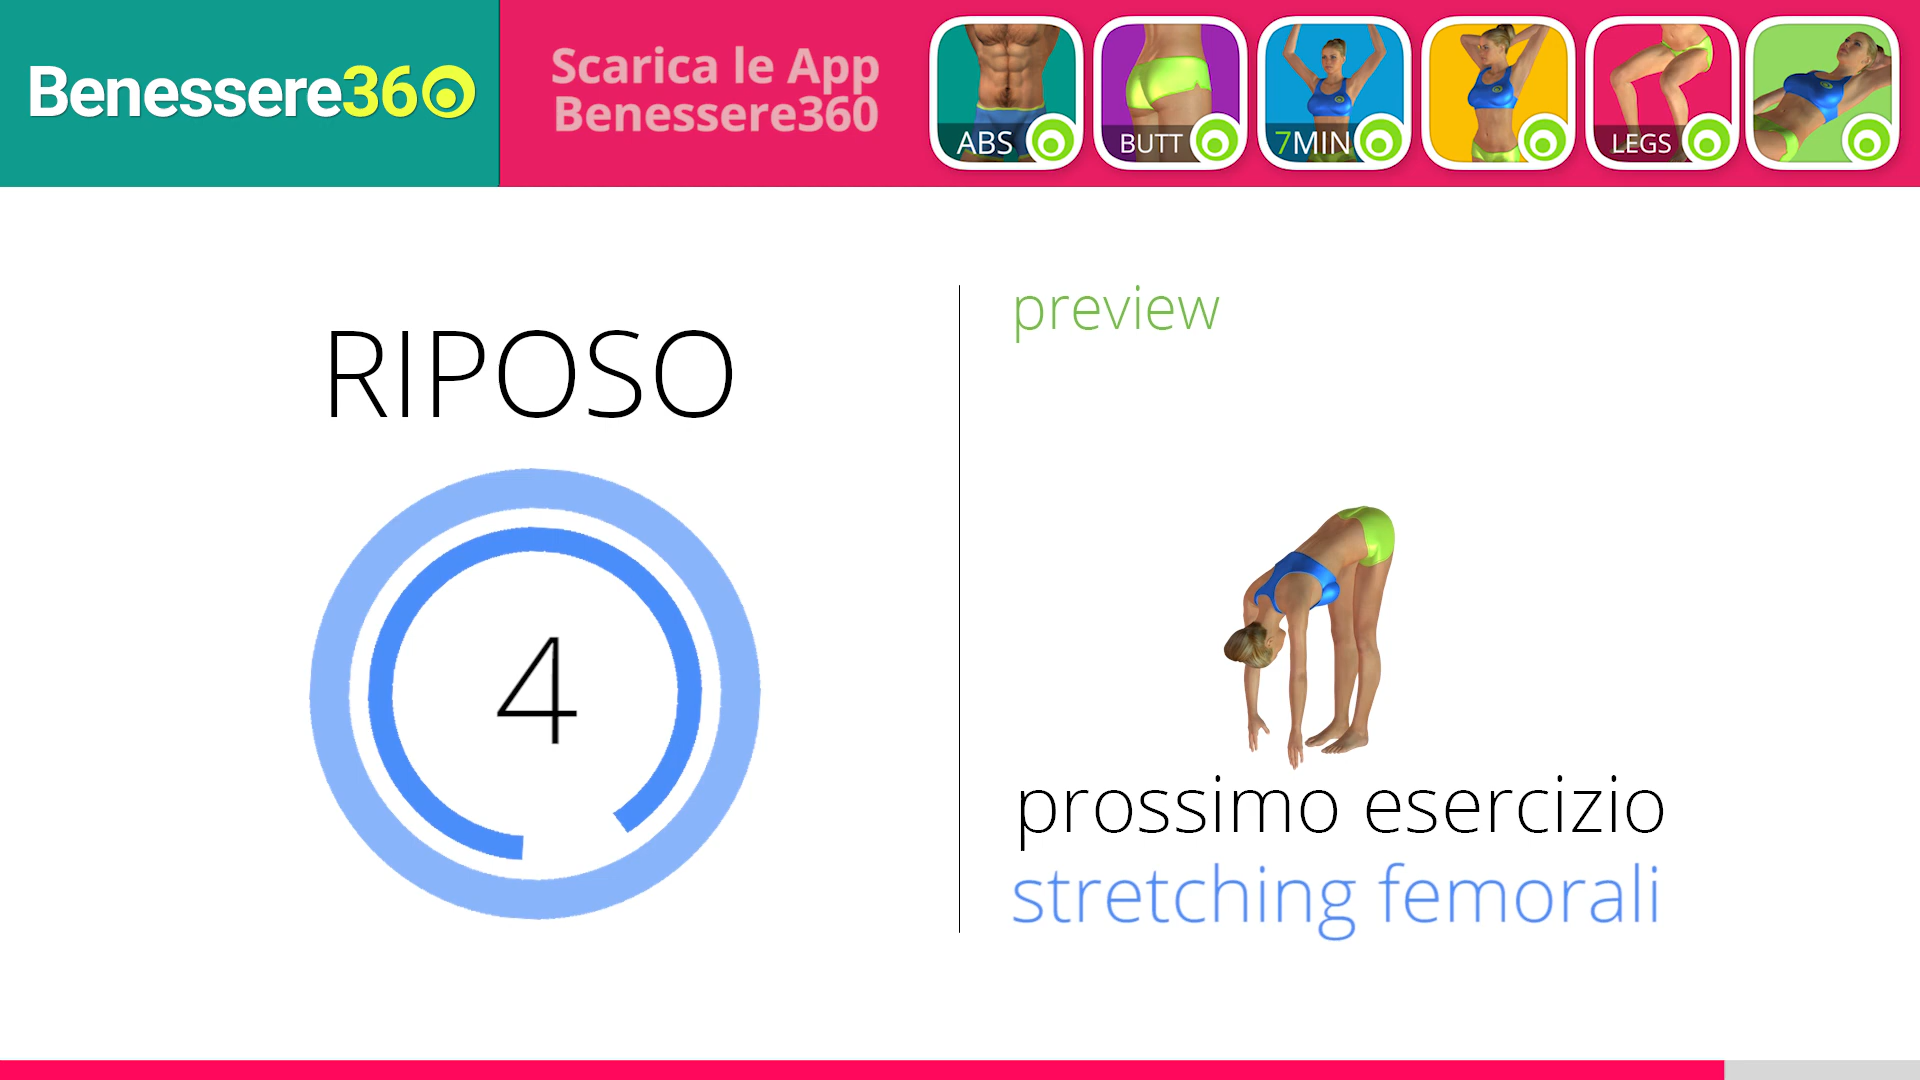 Benessere360
Scarica le App
Benessere360
ABS
BUTT
7MIN
LEGS
RIPOSO
4
preview
prossimo esercizio
stretching femorali